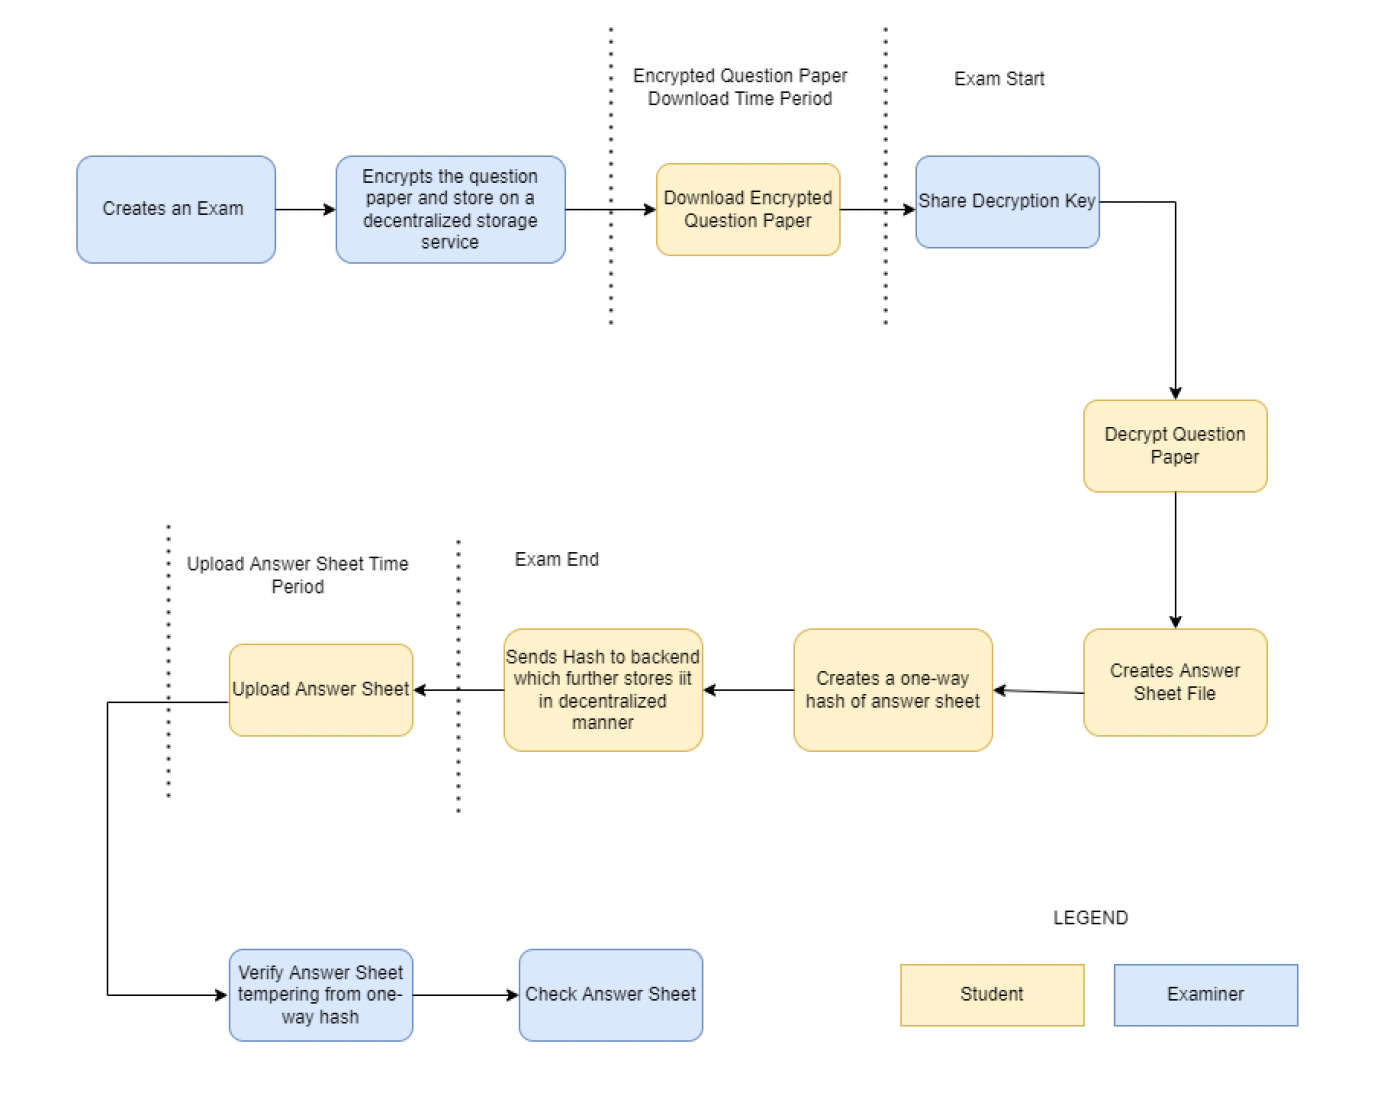 Encrypted Question Paper
Download Time Period
Exam Start
Creates an Exam
Encrypts the question
paper and store on a
decentralized storage
service
Download Encrypted
Question Paper
Share Decryption Key
Decrypt Question
Paper
Upload Answer Sheet Time
Period
Exam End
Creates Answer
Sheet File
Creates a one-way
hash of answer sheet
Sends Hash to backend
which further stores iit
in decentralized
manner
Upload Answer Sheet
Verify Answer Sheet
tempering from one-
way hash
Check Answer Sheet
LEGEND
Student
Examiner